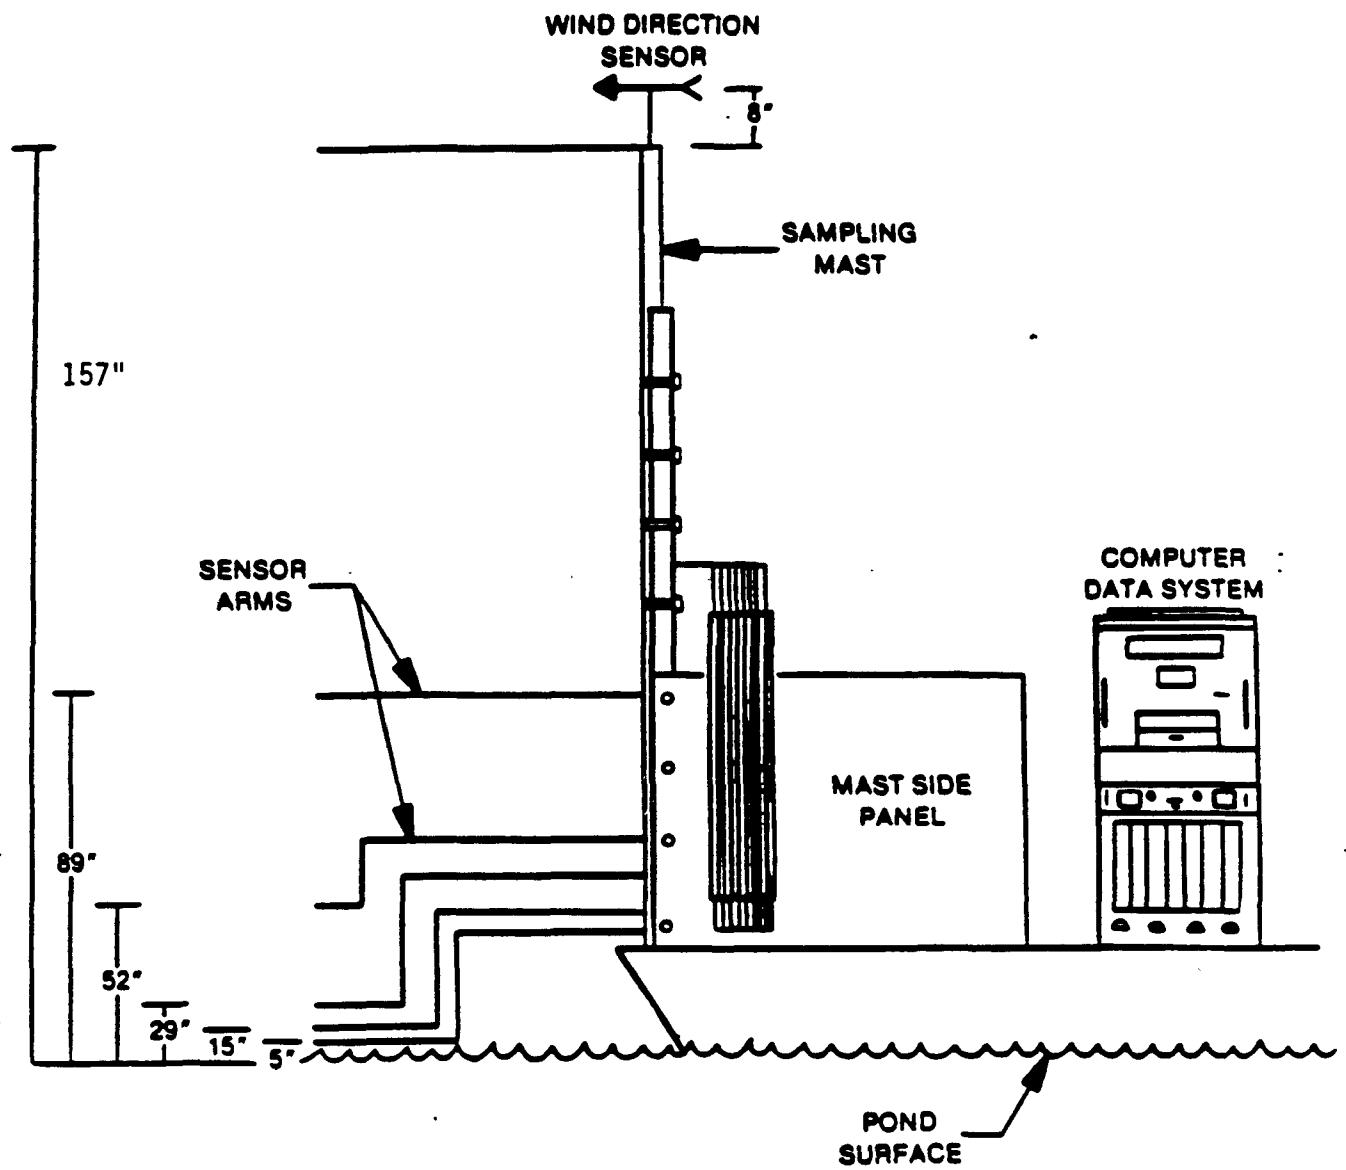 WIND DIRECTION
SENSOR
8"
SAMPLING
MAST
157"
SENSOR
ARMS
COMPUTER
DATA SYSTEM
MAST SIDE
PANEL
89"
52"
29"
15"
5"
POND
SURFACE